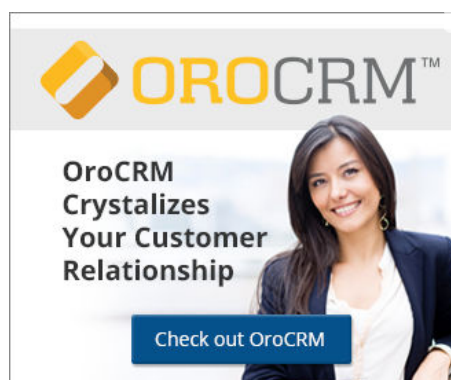 OROCRM™
OroCRM
Crystalizes
Your Customer
Relationship
Check out OroCRM